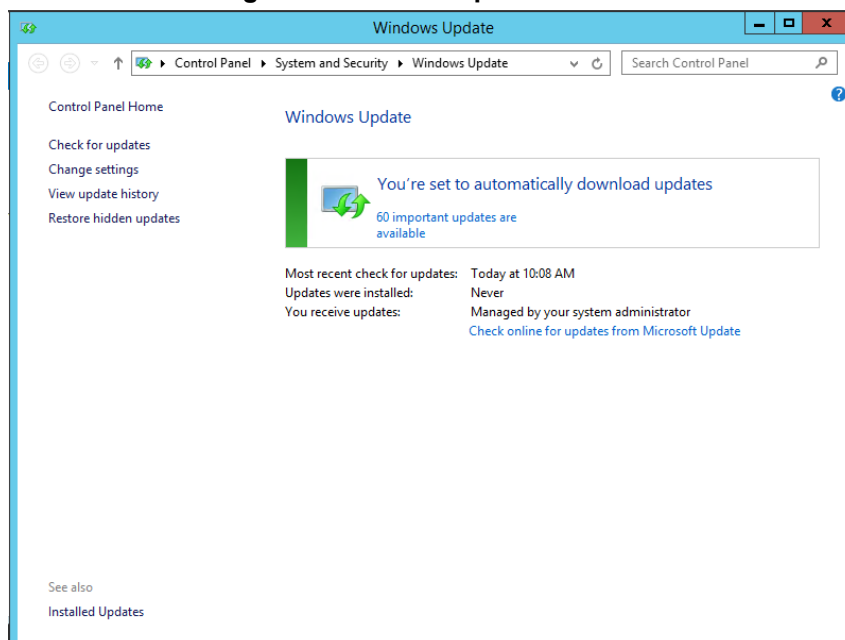 Windows Update
Control Panel ▸ System and Security ▸ Windows Update
Search Control Panel
Control Panel Home
Check for updates
Change settings
View update history
Restore hidden updates
Windows Update
You're set to automatically download updates
60 important updates are
available
Most recent check for updates: Today at 10:08 AM
Updates were installed: Never
You receive updates: Managed by your system administrator
Check online for updates from Microsoft Update
See also
Installed Updates